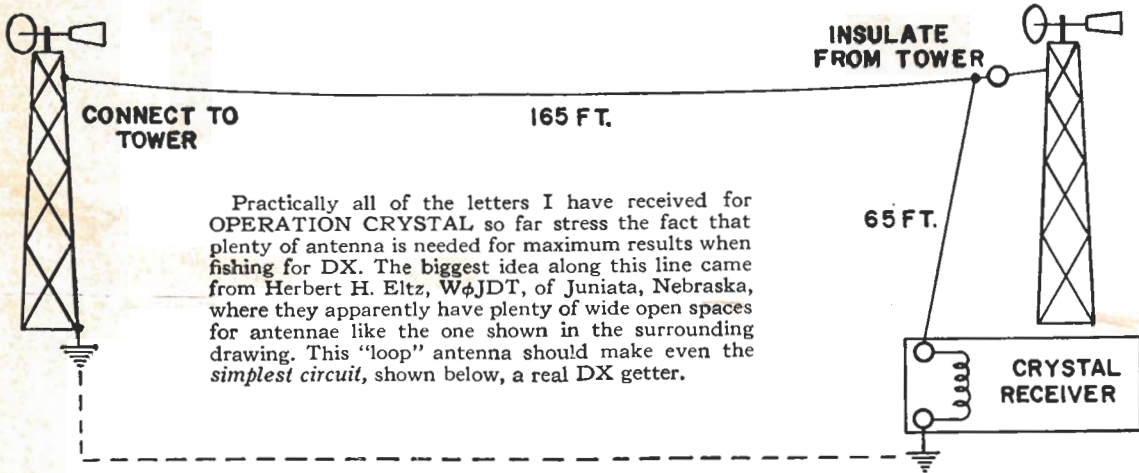 INSULATE
FROM TOWER
CONNECT TO
TOWER
165 FT.
Practically all of the letters I have received for
OPERATION CRYSTAL so far stress the fact that
plenty of antenna is needed for maximum results when
fishing for DX. The biggest idea along this line came
from Herbert H. Eltz, WϕJDT, of Juniata, Nebraska,
where they apparently have plenty of wide open spaces
for antennae like the one shown in the surrounding
drawing. This “loop” antenna should make even the
simplest circuit, shown below, a real DX getter.
65 FT.
CRYSTAL
RECEIVER